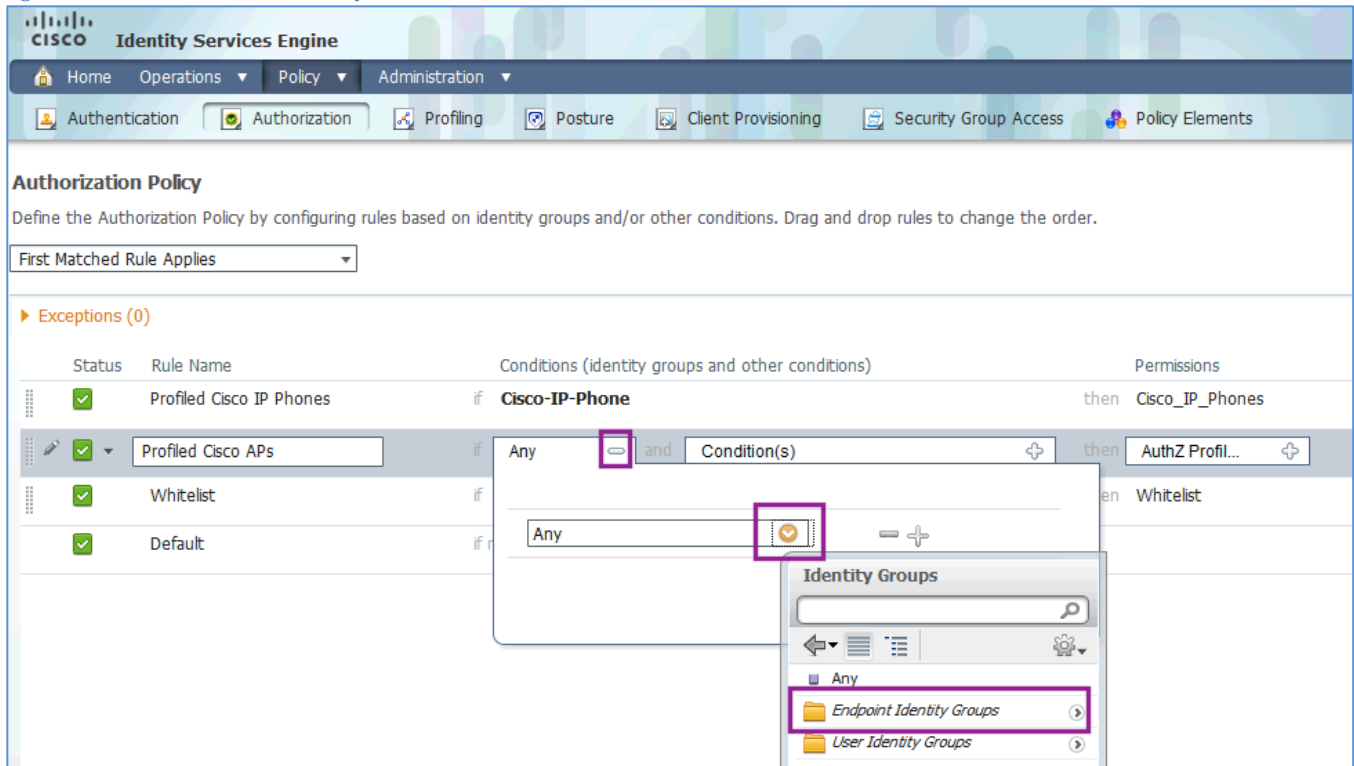 CISCO Identity Services Engine
Home Operations Policy Administration
Authentication Authorization Profiling Posture Client Provisioning Security Group Access Policy Elements
Authorization Policy
Define the Authorization Policy by configuring rules based on identity groups and/or other conditions. Drag and drop rules to change the order.
First Matched Rule Applies
Exceptions (0)
Status Rule Name Conditions (identity groups and other conditions) Permissions
Profiled Cisco IP Phones if Cisco-IP-Phone then Cisco_IP_Phones
Profiled Cisco APs if Any and Condition(s) then AuthZ Profil...
Whitelist if en Whitelist
Default if
Any
Identity Groups
Any
Endpoint Identity Groups
User Identity Groups